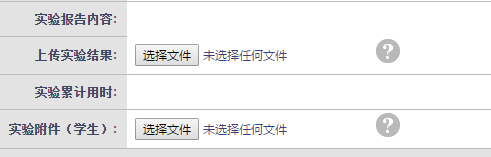 实验报告内容:
上传实验结果: 选择文件 未选择任何文件 ?
实验累计用时:
实验附件（学生）: 选择文件 未选择任何文件 ?